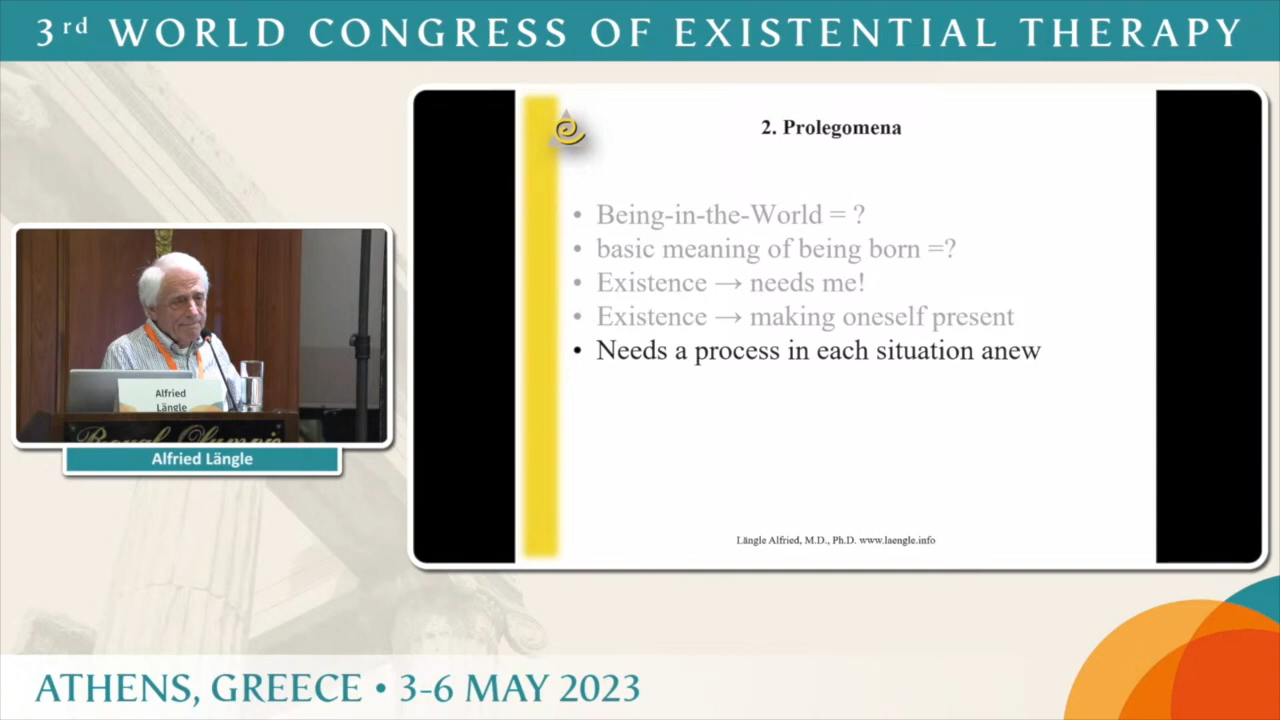 3rd WORLD CONGRESS OF EXISTENTIAL THERAPY
2. Prolegomena
• Being-in-the-World = ?
• basic meaning of being born =?
• Existence → needs me!
• Existence → making oneself present
• Needs a process in each situation anew
Längle Alfried, M.D., Ph.D. www.laengle.info
Alfried
Längle
Royal Olympic
Alfried Längle
ATHENS, GREECE • 3-6 MAY 2023